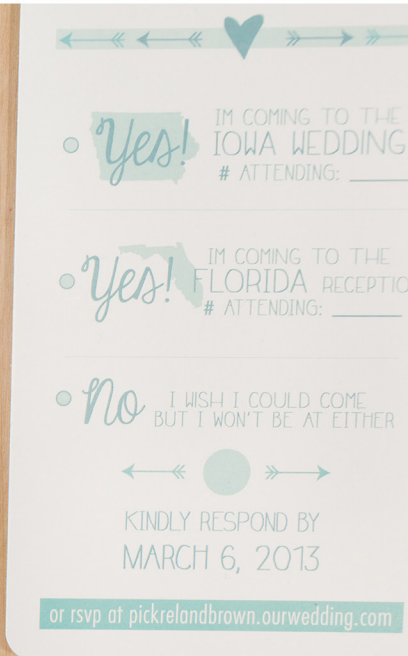 Yes!
IM COMING TO THE
IOWA WEDDING
# ATTENDING:
Yes!
IM COMING TO THE
FLORIDA RECEPTIO
# ATTENDING:
No
I WISH I COULD COME
BUT I WON'T BE AT EITHER
KINDLY RESPOND BY
MARCH 6, 2013
or rsvp at pickrelandbrown.ourwedding.com